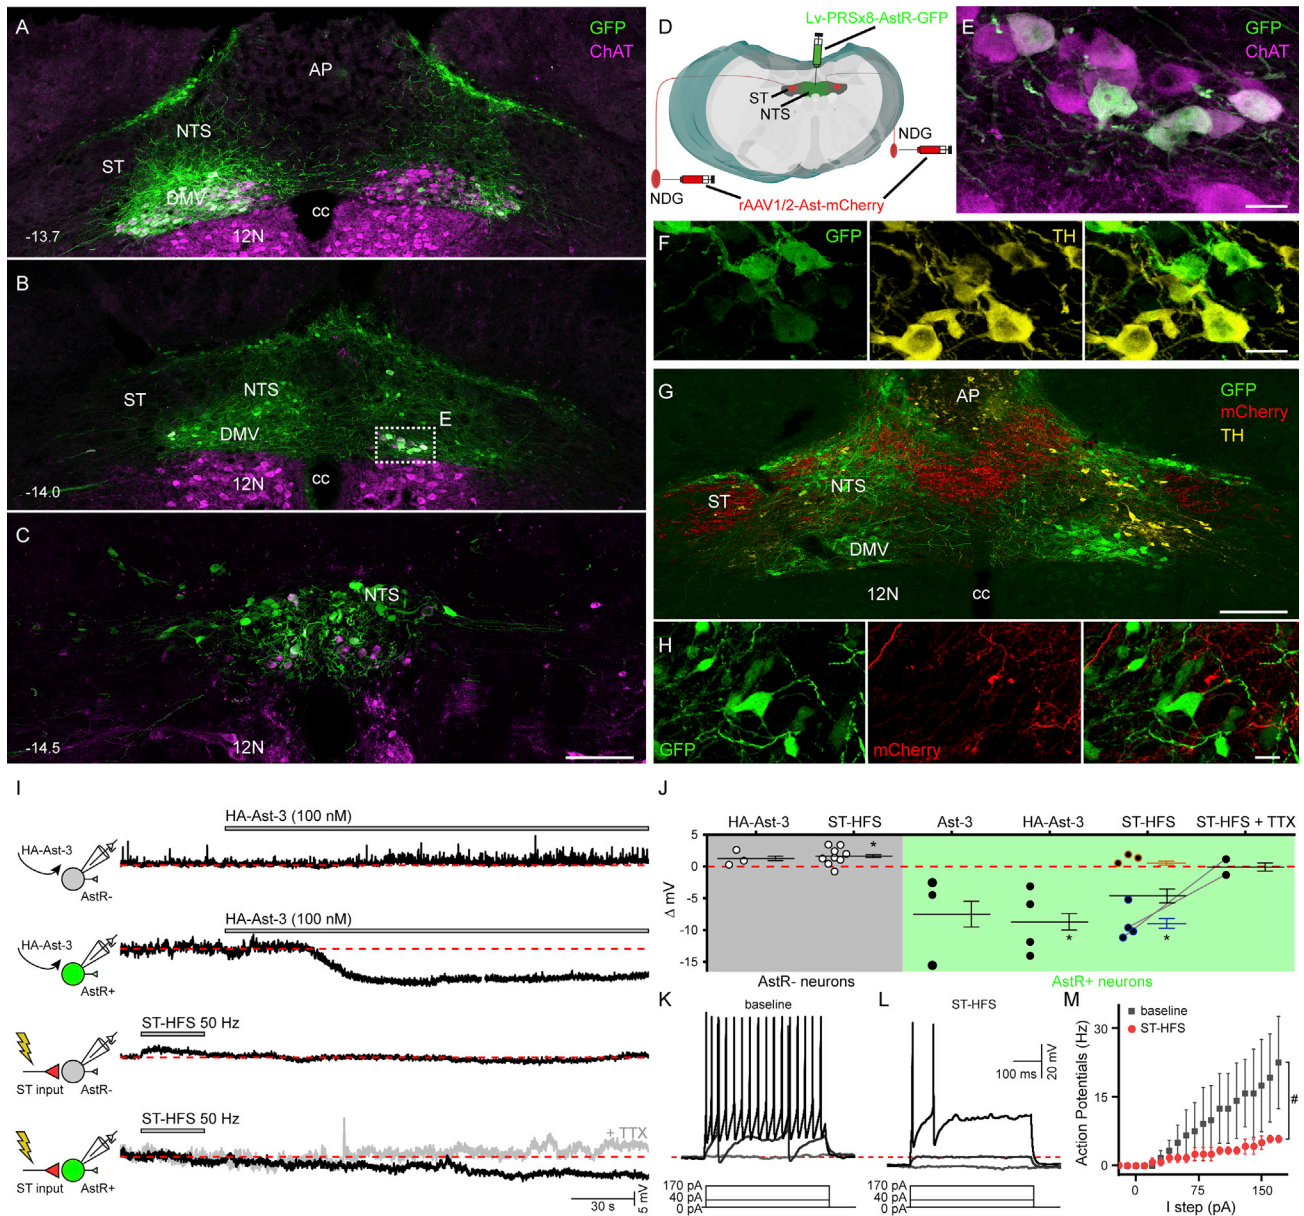 A
GFP
ChAT
AP
NTS
ST
DMV
cc
12N
-13.7
B
NTS
ST
E
DMV
12N
cc
-14.0
C
NTS
12N
-14.5
D
Lv-PRSx8-AstR-GFP
ST
NTS
NDG
NDG
rAAV1/2-Ast-mCherry
E
GFP
ChAT
F
GFP
TH
G
AP
GFP
mCherry
TH
ST
NTS
DMV
12N
cc
H
GFP
mCherry
I
HA-Ast-3 (100 nM)
HA-Ast-3
AstR-
HA-Ast-3 (100 nM)
HA-Ast-3
AstR+
ST-HFS 50 Hz
ST input
AstR-
ST-HFS 50 Hz
+ TTX
ST input
AstR+
30 s
5 mV
J
HA-Ast-3
ST-HFS
Ast-3
HA-Ast-3
ST-HFS
ST-HFS + TTX
Δ mV
5
0
-5
-10
-15
*
*
*
AstR- neurons
AstR+ neurons
K
baseline
170 pA
40 pA
0 pA
L
ST-HFS
100 ms
20 mV
170 pA
40 pA
0 pA
M
baseline
ST-HFS
Action Potentials (Hz)
30
15
0
#
0
75
150
I step (pA)